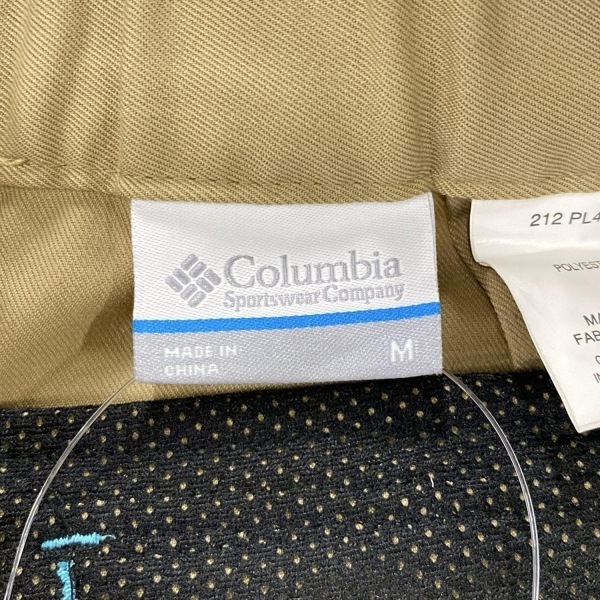 Columbia
Sportswear Company
MADE IN
CHINA
M
212 PL4
POLYEST
MA
FAB